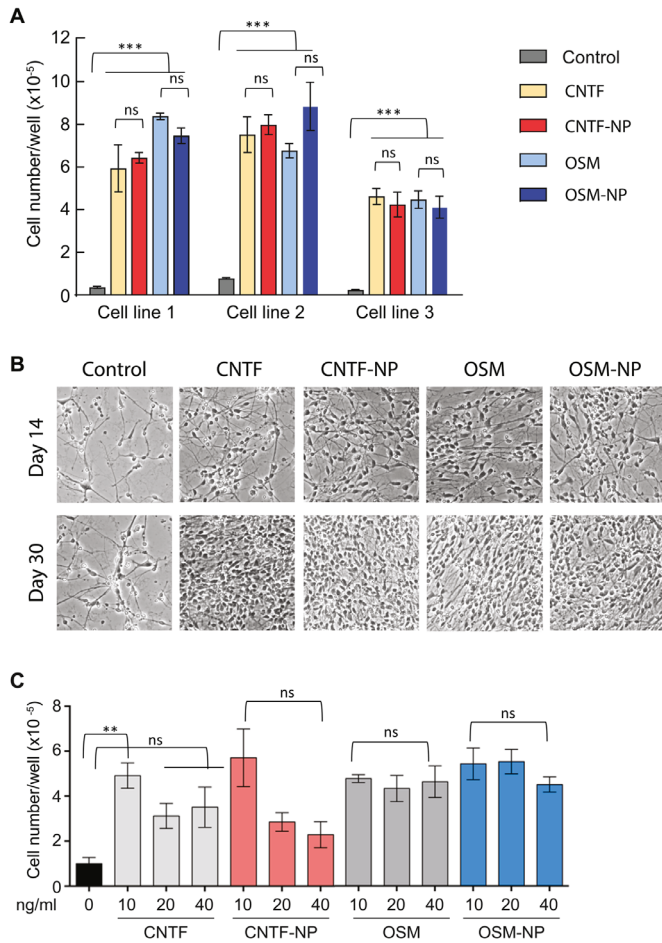 A
Cell number/well (x10⁻⁵)
12
10
8
6
4
2
0
***
ns
ns
***
ns
ns
***
ns
ns
Cell line 1
Cell line 2
Cell line 3
Control
CNTF
CNTF-NP
OSM
OSM-NP
B
Control CNTF CNTF-NP OSM OSM-NP
Day 14
Day 30
C
Cell number/well (x10⁻⁵)
8
6
4
2
0
**
ns
ns
ns
ns
ng/ml 0 10 20 40 10 20 40 10 20 40 10 20 40
CNTF CNTF-NP OSM OSM-NP